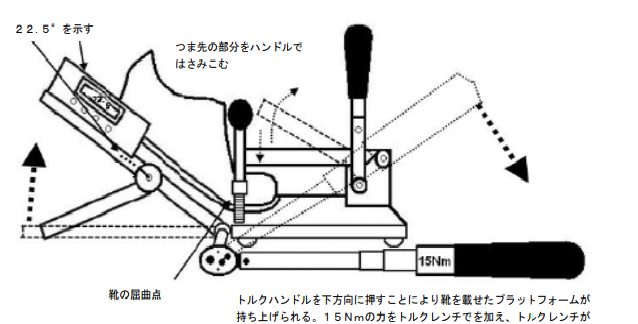 ２２.５°を示す
つま先の部分をハンドルで
はさみこむ
22.5
15Nm
靴の屈曲点
トルクハンドルを下方向に押すことにより靴を載せたプラットフォームが
持ち上げられる。１５Ｎｍの力をトルクレンチでを加え、トルクレンチが